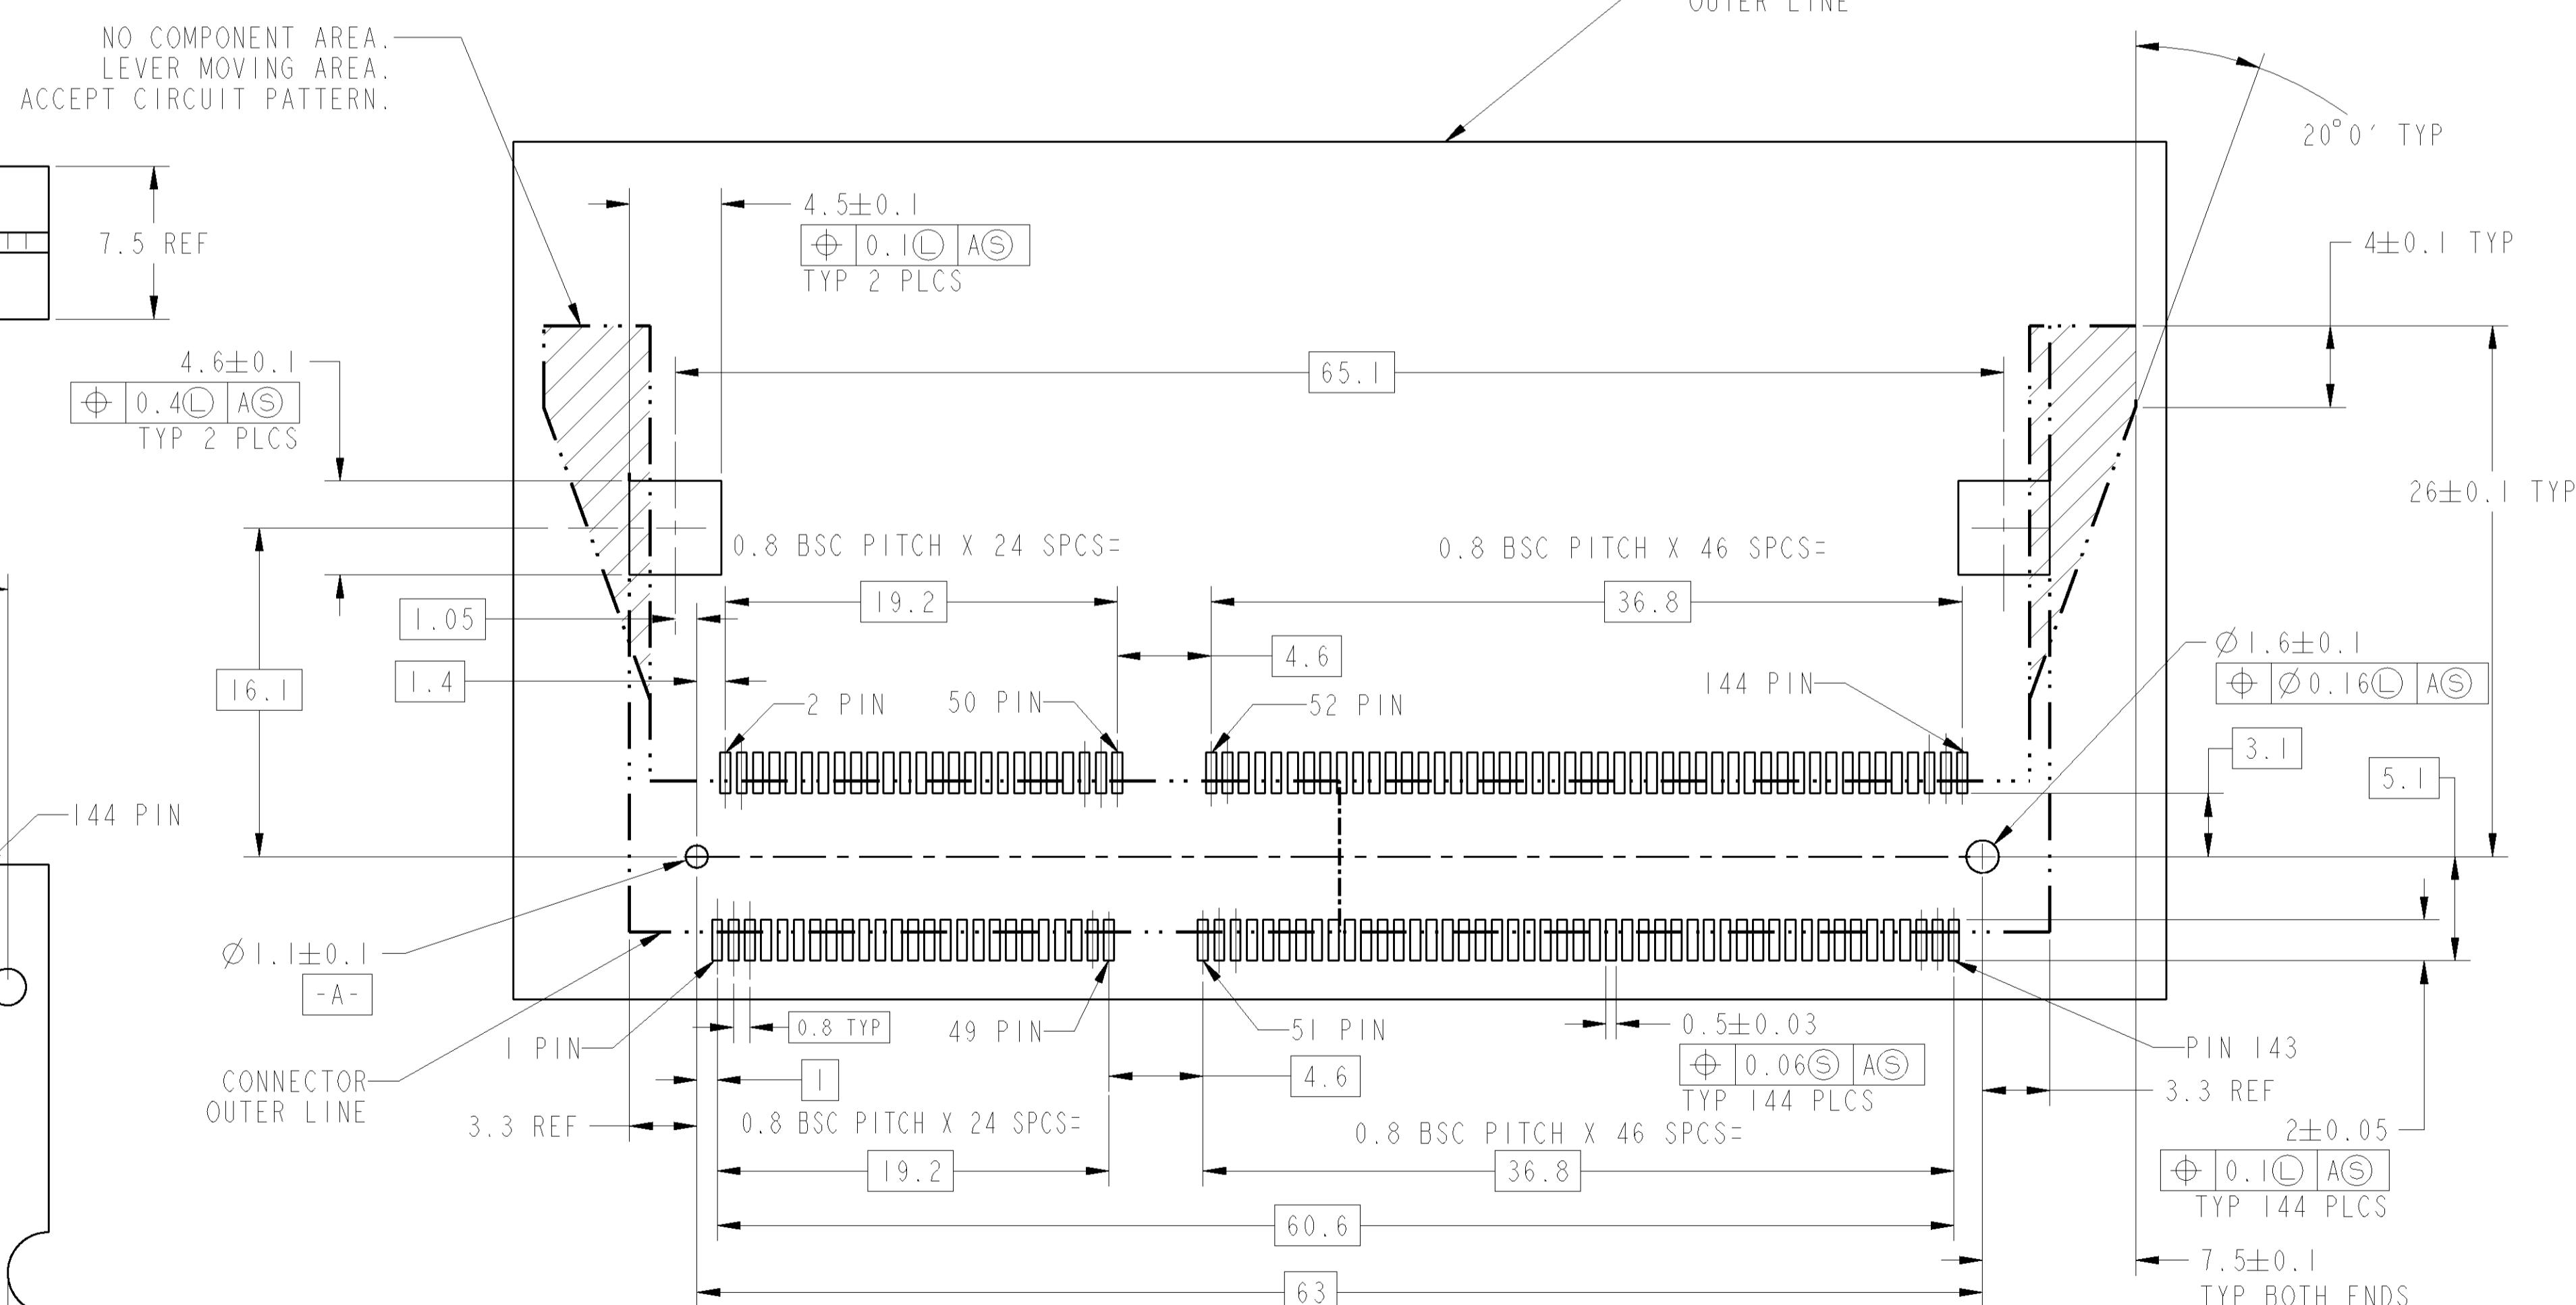 OUTER LINE
NO COMPONENT AREA.
LEVER MOVING AREA.
ACCEPT CIRCUIT PATTERN.
20°0′ TYP
4.5±0.1
⌖ 0.1Ⓛ AⓈ
TYP 2 PLCS
7.5 REF
4±0.1 TYP
4.6±0.1
⌖ 0.4Ⓛ AⓈ
TYP 2 PLCS
65.1
26±0.1 TYP
0.8 BSC PITCH X 24 SPCS=
19.2
0.8 BSC PITCH X 46 SPCS=
36.8
1.05
4.6
1.4
16.1
Ø1.6±0.1
⌖ Ø0.16Ⓛ AⓈ
2 PIN
50 PIN
52 PIN
144 PIN
3.1
5.1
144 PIN
Ø1.1±0.1
-A-
1 PIN
0.8 TYP
49 PIN
51 PIN
0.5±0.03
⌖ 0.06Ⓢ AⓈ
TYP 144 PLCS
PIN 143
CONNECTOR
OUTER LINE
1
4.6
3.3 REF
3.3 REF
0.8 BSC PITCH X 24 SPCS=
19.2
0.8 BSC PITCH X 46 SPCS=
36.8
2±0.05
⌖ 0.1Ⓛ AⓈ
TYP 144 PLCS
60.6
63
7.5±0.1
TYP BOTH ENDS